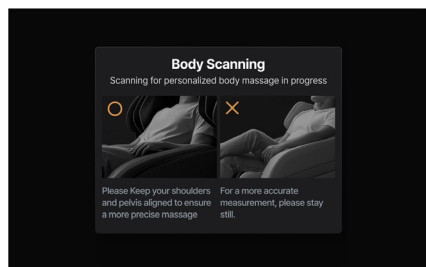 Body Scanning
Scanning for personalized body massage in progress
Please Keep your shoulders
and pelvis aligned to ensure
a more precise massage
For a more accurate
measurement, please stay
still.